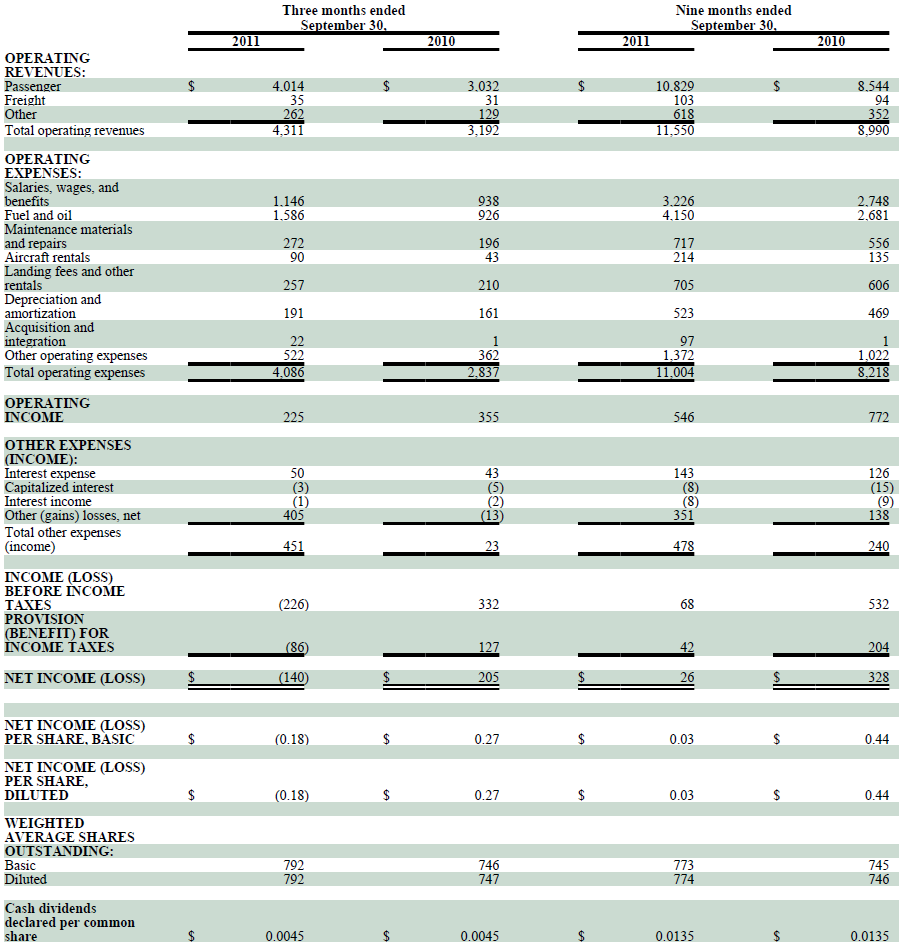 Three months ended Nine months ended
September 30, September 30,
2011 2010 2011 2010
OPERATING
REVENUES:
Passenger $ 4,014 $ 3,032 $ 10,829 $ 8,544
Freight 35 31 103 94
Other 262 129 618 352
Total operating revenues 4,311 3,192 11,550 8,990
OPERATING
EXPENSES:
Salaries, wages, and
benefits 1,146 938 3,226 2,748
Fuel and oil 1,586 926 4,150 2,681
Maintenance materials
and repairs 272 196 717 556
Aircraft rentals 90 43 214 135
Landing fees and other
rentals 257 210 705 606
Depreciation and
amortization 191 161 523 469
Acquisition and
integration 22 1 97 1
Other operating expenses 522 362 1,372 1,022
Total operating expenses 4,086 2,837 11,004 8,218
OPERATING
INCOME 225 355 546 772
OTHER EXPENSES
(INCOME):
Interest expense 50 43 143 126
Capitalized interest (3) (5) (8) (15)
Interest income (1) (2) (8) (9)
Other (gains) losses, net 405 (13) 351 138
Total other expenses
(income) 451 23 478 240
INCOME (LOSS)
BEFORE INCOME
TAXES (226) 332 68 532
PROVISION
(BENEFIT) FOR
INCOME TAXES (86) 127 42 204
NET INCOME (LOSS) $ (140) $ 205 $ 26 $ 328
NET INCOME (LOSS)
PER SHARE, BASIC $ (0.18) $ 0.27 $ 0.03 $ 0.44
NET INCOME (LOSS)
PER SHARE,
DILUTED $ (0.18) $ 0.27 $ 0.03 $ 0.44
WEIGHTED
AVERAGE SHARES
OUTSTANDING:
Basic 792 746 773 745
Diluted 792 747 774 746
Cash dividends
declared per common
share $ 0.0045 $ 0.0045 $ 0.0135 $ 0.0135